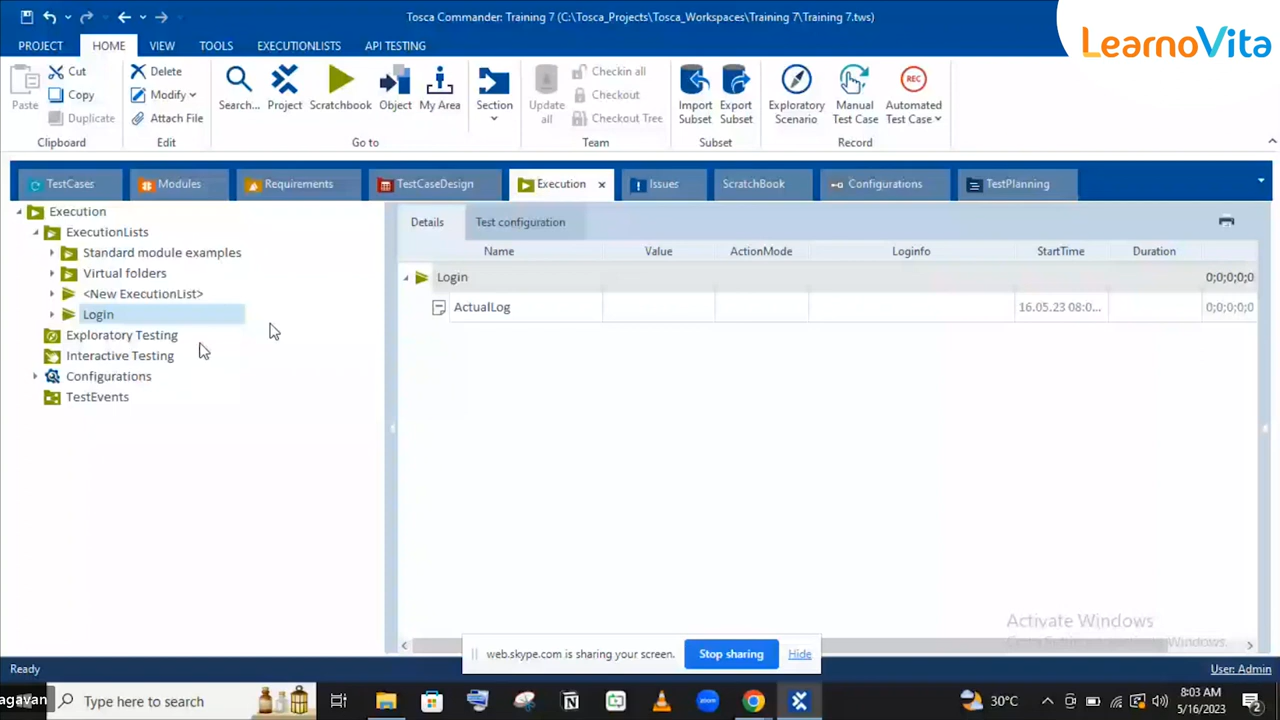 Tosca Commander: Training 7 (C:\Tosca_Projects\Tosca_Workspaces\Training 7\Training 7.tws)
LearnoVita
PROJECT HOME VIEW TOOLS EXECUTIONLISTS API TESTING
Paste
Cut
Copy
Duplicate
Clipboard
Delete
Modify
Attach File
Edit
Search... Project Scratchbook Object My Area
Go to
Section
Update all
Checkin all
Checkout
Checkout Tree
Team
Import Subset
Export Subset
Subset
Exploratory Scenario
Manual Test Case
REC
Automated Test Case
Record
TestCases Modules Requirements TestCaseDesign Execution x Issues ScratchBook Configurations TestPlanning
Execution
ExecutionLists
Standard module examples
Virtual folders
<New ExecutionList>
Login
Exploratory Testing
Interactive Testing
Configurations
TestEvents
Details Test configuration
Name Value ActionMode Loginfo StartTime Duration
Login 0;0;0;0;0
ActualLog 16.05.23 08:0... 0;0;0;0;0
Activate Windows
web.skype.com is sharing your screen. Stop sharing Hide
Ready
User: Admin
agavan
Type here to search
30°C
8:03 AM
5/16/2023
2